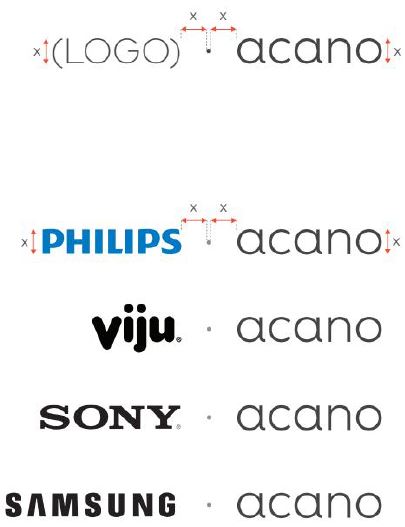 x x
x (LOGO) • acano x
x x
x PHILIPS • acano x
viju® • acano
SONY® • acano
SAMSUNG • acano